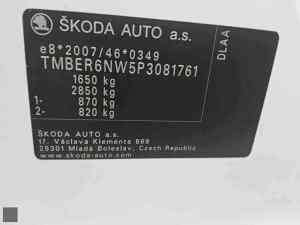 ŠKODA AUTO a.s.
e8*2007/46*0349
TMBER6NW5P3081761
1650 kg
2850 kg
1- 870 kg
2- 820 kg
DLAA
ŠKODA AUTO a.s.
17. Václava Klementa 869
29301 Mladá Boleslav, Czech Republic
www.skoda-auto.com